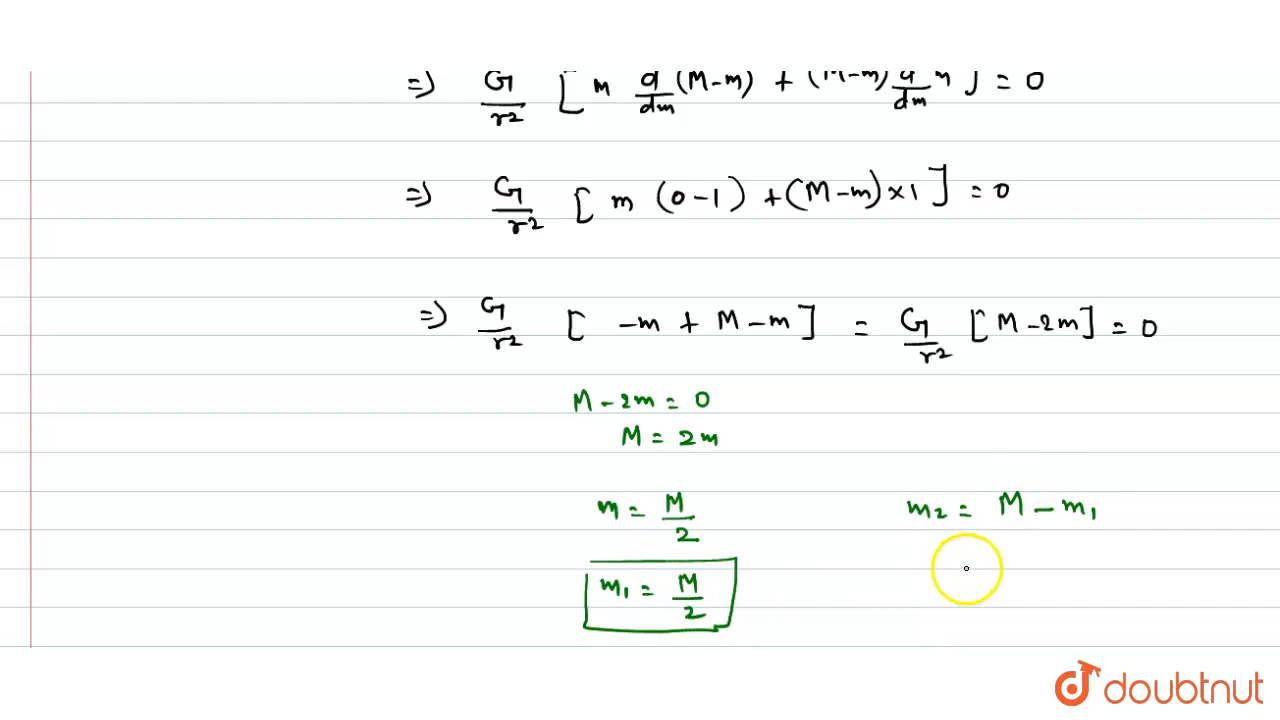 => G/r² [ m d/dm (M-m) + (M-m) d/dm m ] = 0
=> G/r² [ m (0-1) + (M-m) × 1 ] = 0
=> G/r² [ -m + M - m ] = G/r² [ M - 2m ] = 0
M - 2m = 0
M = 2m
m = M/2 m₂ = M - m₁
m₁ = M/2
doubtnut